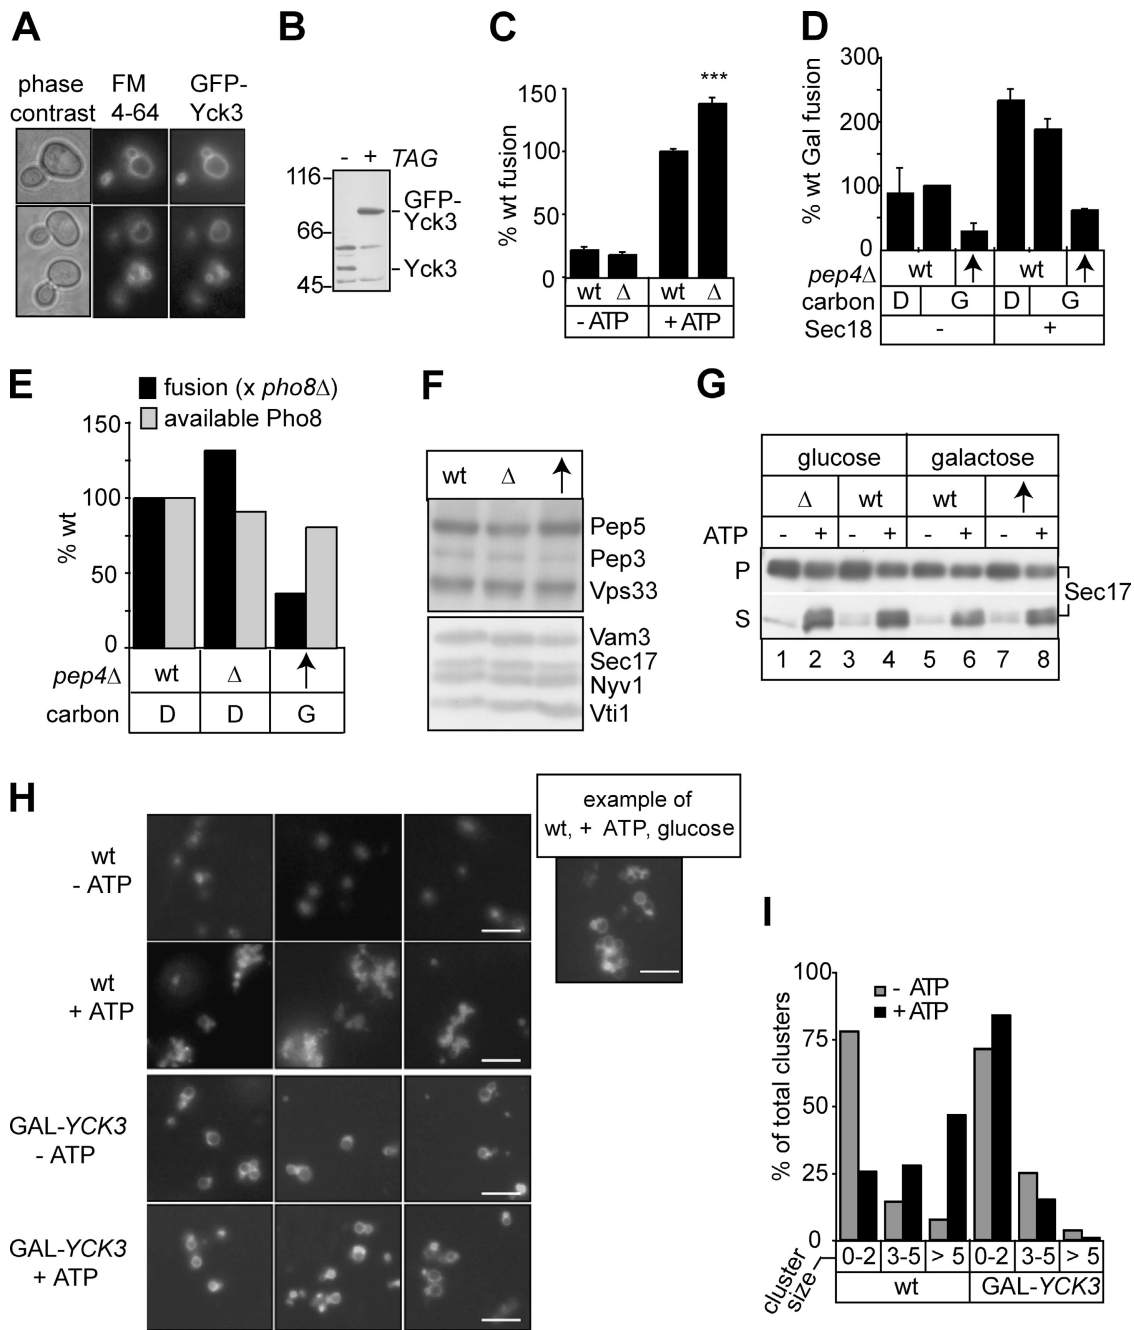 A
phase
contrast
FM
4-64
GFP-
Yck3
B
- + TAG
116
66
45
GFP-
Yck3
Yck3
C
% wt fusion
150
100
50
0
***
wt Δ wt Δ
- ATP + ATP
D
% wt Gal fusion
300
200
100
0
pep4Δ wt ↑ wt ↑
carbon D G D G
Sec18 - +
E
fusion (x pho8Δ)
available Pho8
% wt
150
100
50
0
pep4Δ wt Δ ↑
carbon D D G
F
wt Δ ↑
Pep5
Pep3
Vps33
Vam3
Sec17
Nyv1
Vti1
G
glucose galactose
Δ wt wt ↑
ATP - + - + - + - +
P
S
Sec17
1 2 3 4 5 6 7 8
H
wt
- ATP
wt
+ ATP
GAL-YCK3
- ATP
GAL-YCK3
+ ATP
example of
wt, + ATP, glucose
I
% of total clusters
100
75
50
25
0
- ATP
+ ATP
cluster
size
0-2 3-5 > 5 0-2 3-5 > 5
wt GAL-YCK3